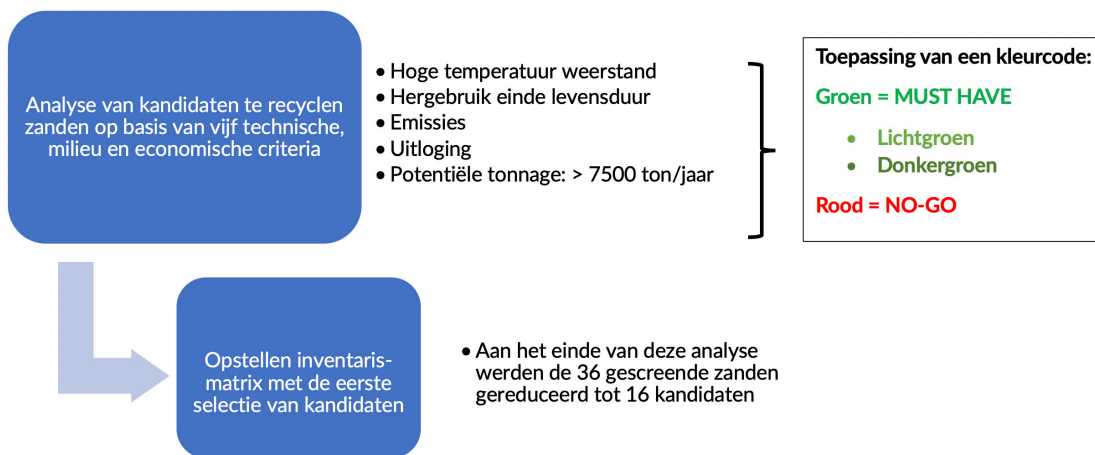 Analyse van kandidaten te recyclen
zanden op basis van vijf technische,
milieu en economische criteria
• Hoge temperatuur weerstand
• Hergebruik einde levensduur
• Emissies
• Uitloging
• Potentiële tonnage: > 7500 ton/jaar
Toepassing van een kleurcode:
Groen = MUST HAVE
• Lichtgroen
• Donkergroen
Rood = NO-GO
Opstellen inventaris-
matrix met de eerste
selectie van kandidaten
• Aan het einde van deze analyse
werden de 36 gescreende zanden
gereduceerd tot 16 kandidaten